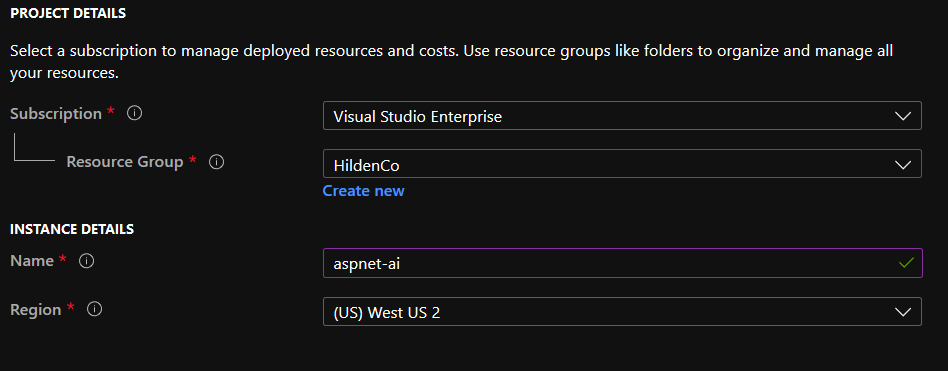 PROJECT DETAILS
Select a subscription to manage deployed resources and costs. Use resource groups like folders to organize and manage all
your resources.
Subscription *
Visual Studio Enterprise
Resource Group *
HildenCo
Create new
INSTANCE DETAILS
Name *
aspnet-ai
Region *
(US) West US 2